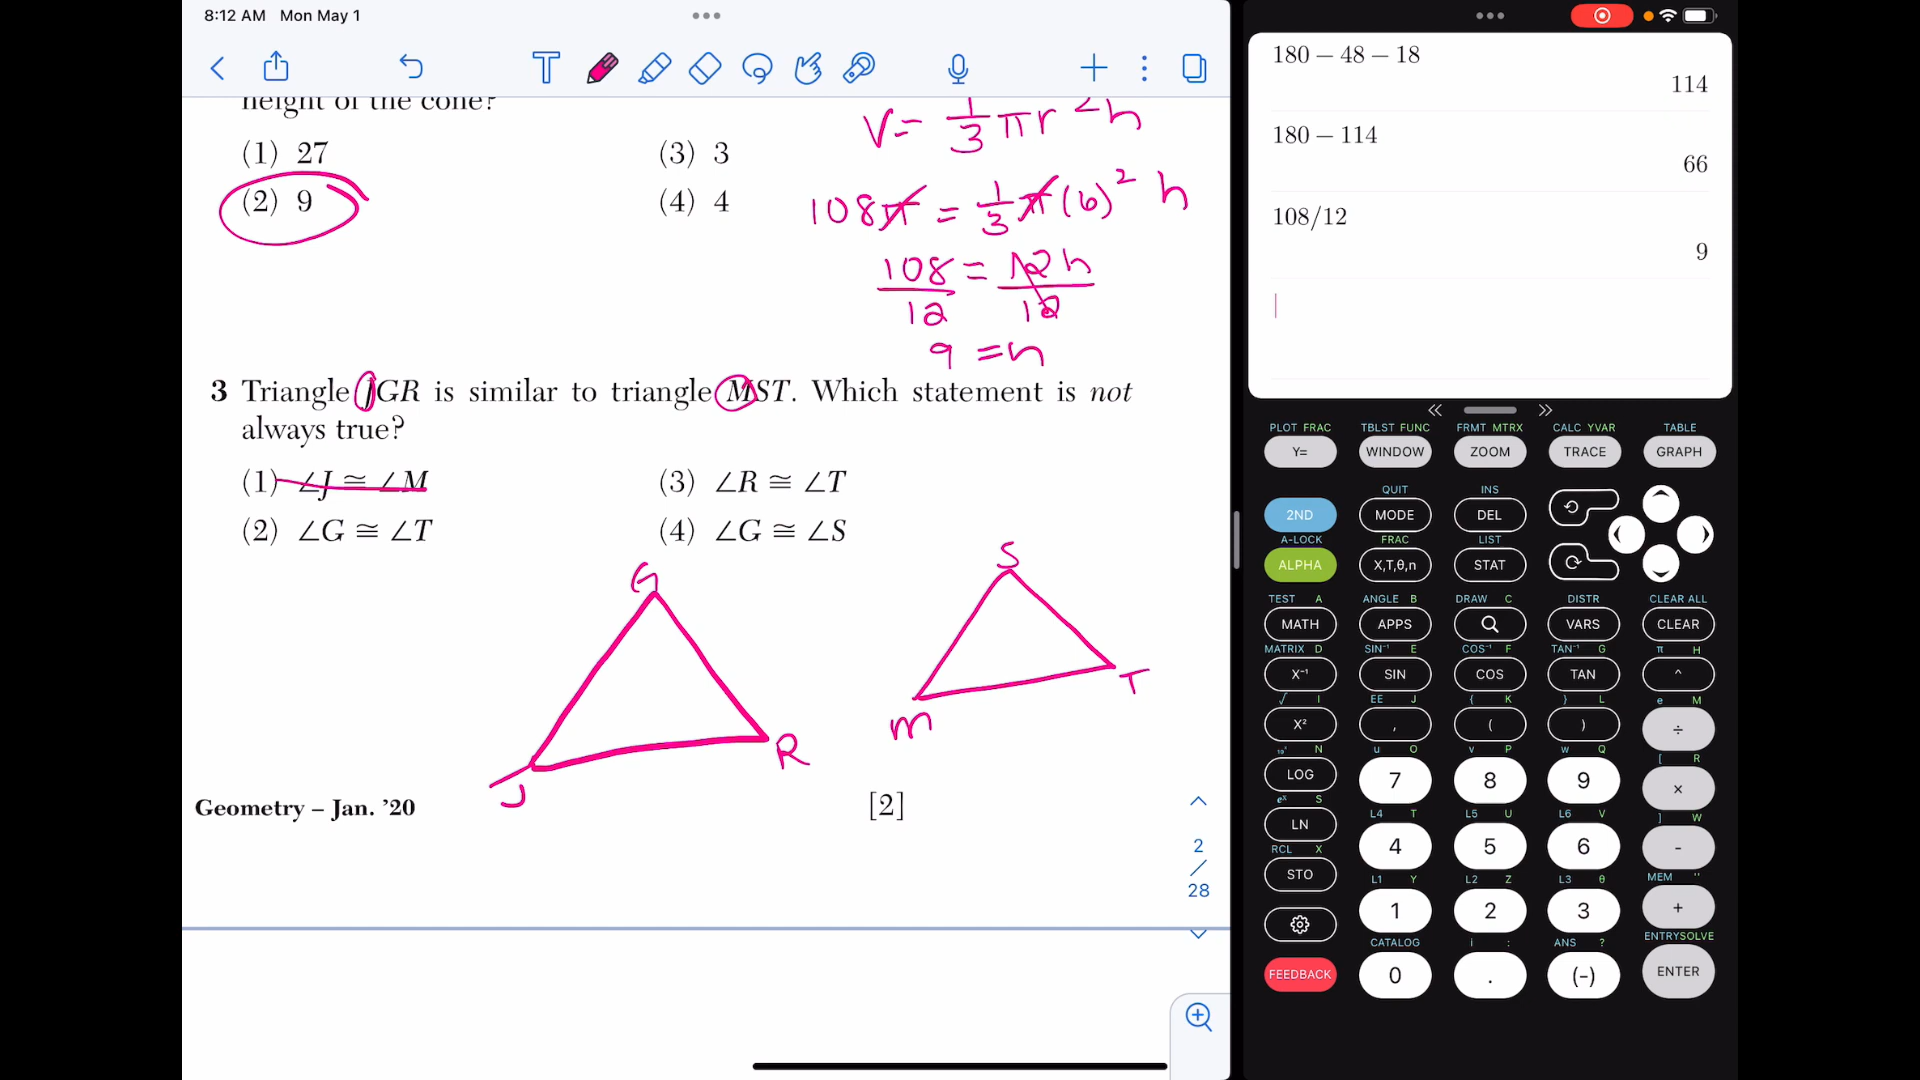 8:12 AM Mon May 1
T
height of the cone?
(1) 27
(3) 3
(2) 9
(4) 4
V = 1/3 πr²h
108π = 1/3 π(6)² h
108/12 = 12h/12
9 = h
3 Triangle JGR is similar to triangle MST. Which statement is not
always true?
(1) ∠J ≅ ∠M
(3) ∠R ≅ ∠T
(2) ∠G ≅ ∠T
(4) ∠G ≅ ∠S
G
S
T
M
R
J
Geometry – Jan. ’20
[2]
2
/
28
180 – 48 – 18
114
180 – 114
66
108/12
9
PLOT FRAC TBLST FUNC FRMT MTRX CALC YVAR TABLE
Y= WINDOW ZOOM TRACE GRAPH
QUIT INS
2ND MODE DEL
A-LOCK FRAC LIST
ALPHA X,T,θ,n STAT
TEST A ANGLE B DRAW C DISTR CLEAR ALL
MATH APPS VARS CLEAR
MATRIX D SIN⁻¹ E COS⁻¹ F TAN⁻¹ G π H
X⁻¹ SIN COS TAN ^
√ I EE J { K } L e M
X² , ( ) ÷
10ˣ N u O v P w Q [ R
LOG 7 8 9 ×
eˣ S L4 T L5 U L6 V ] W
LN 4 5 6 -
RCL X L1 Y L2 Z L3 θ MEM "
STO 1 2 3 +
CATALOG i : ANS ? ENTRY SOLVE
FEEDBACK 0 . (-) ENTER